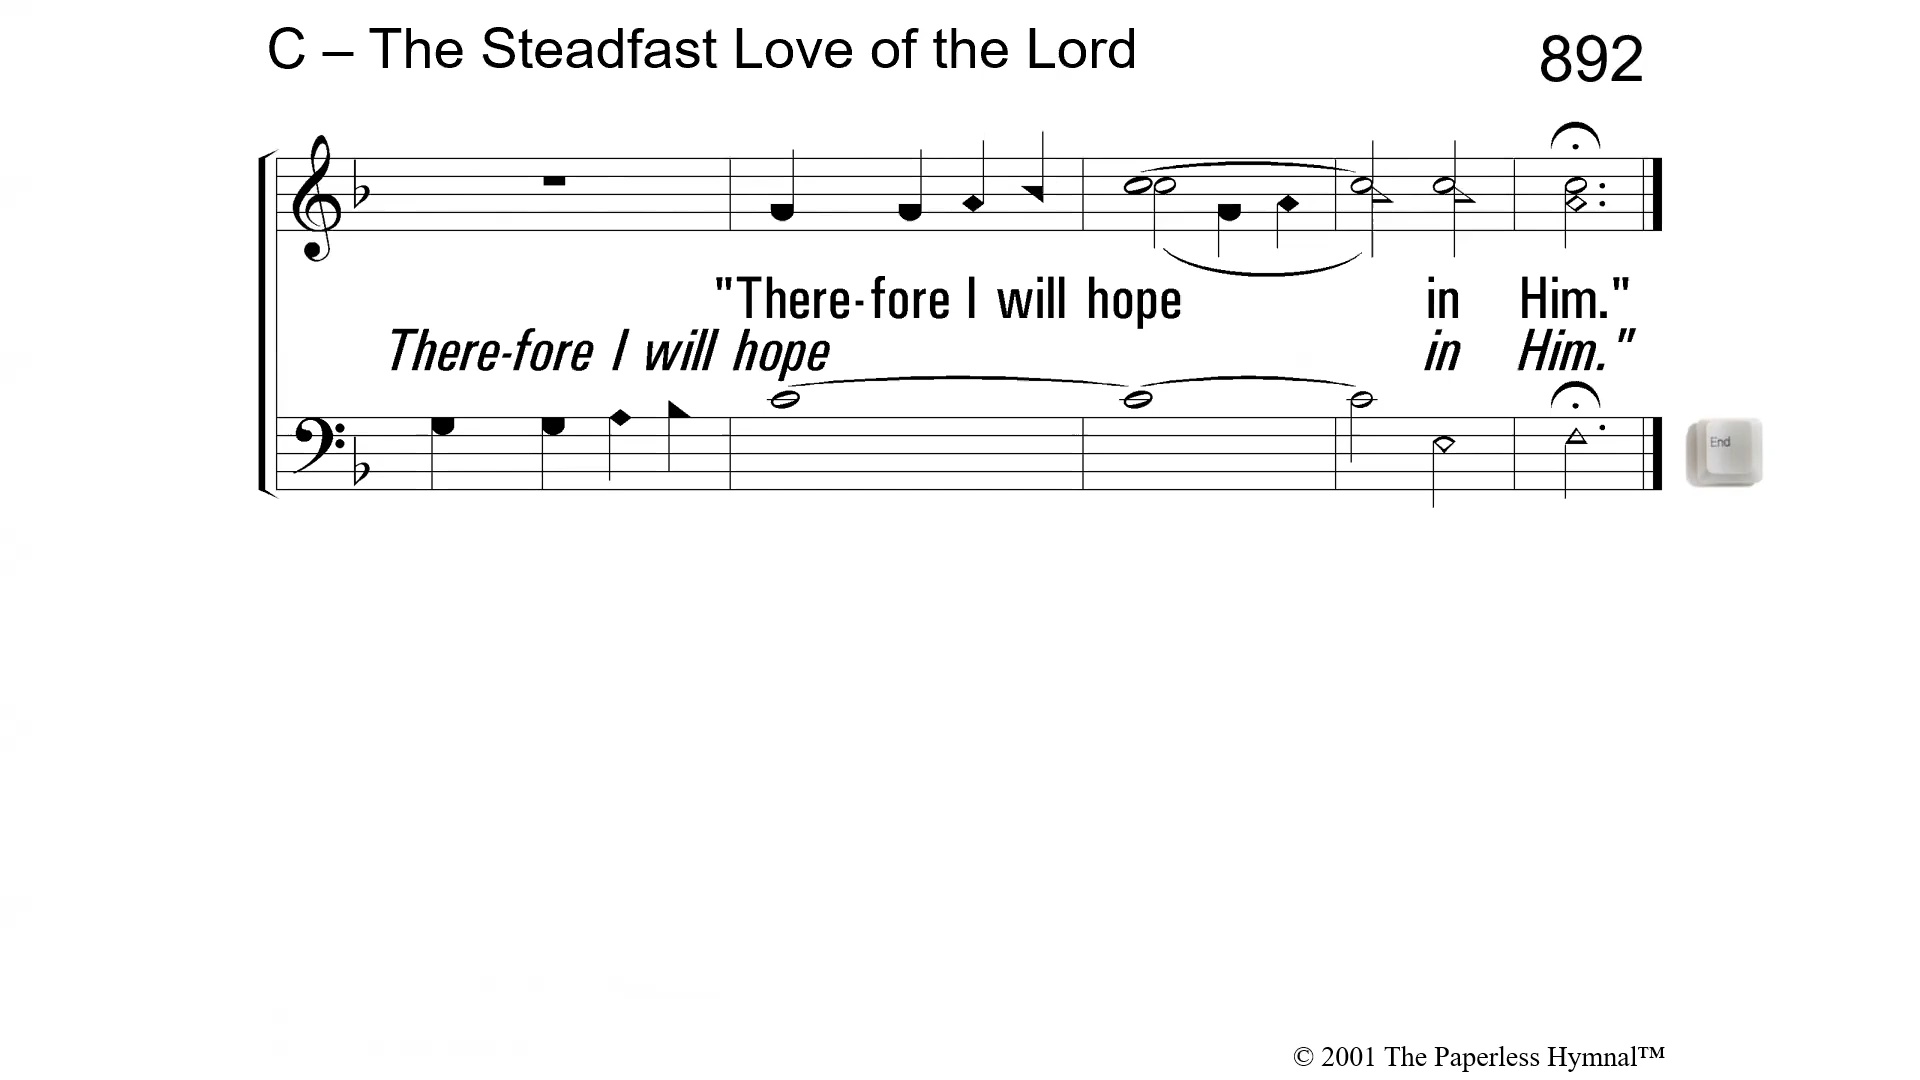 C – The Steadfast Love of the Lord
892
"There-fore I will hope in Him."
There-fore I will hope in Him."
End
© 2001 The Paperless Hymnal™